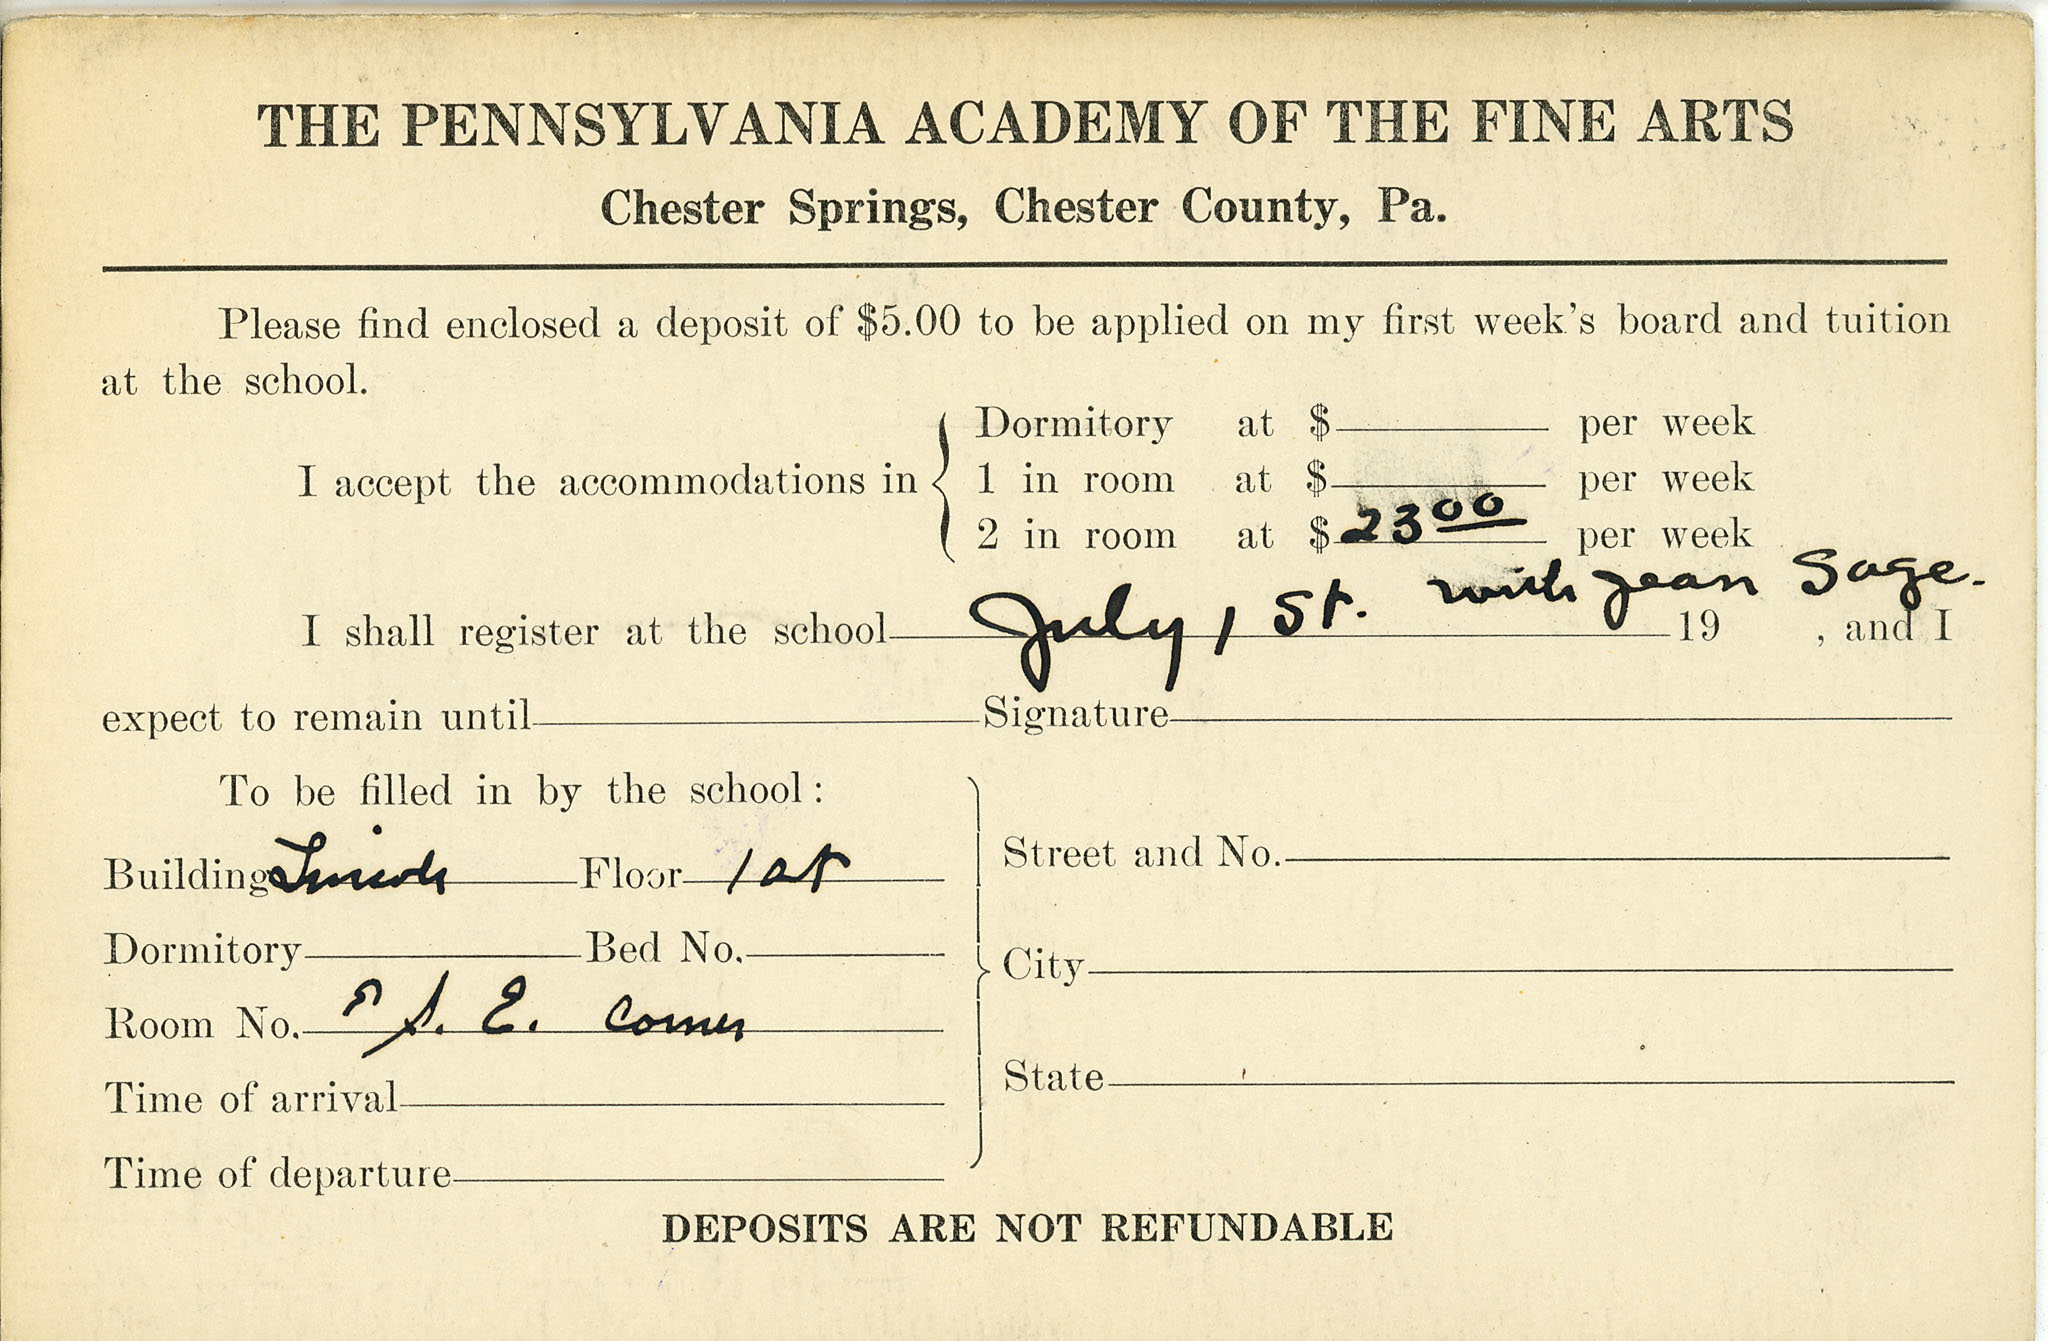 THE PENNSYLVANIA ACADEMY OF THE FINE ARTS
Chester Springs, Chester County, Pa.
Please find enclosed a deposit of $5.00 to be applied on my first week's board and tuition
at the school.
Dormitory at $ per week
I accept the accommodations in 1 in room at $ per week
2 in room at $ 23 00 per week
with Jean Sage.
I shall register at the school July 1 st. 19 , and I
expect to remain until Signature
To be filled in by the school:
Building Floor 1st
Street and No.
Dormitory Bed No.
City
Room No. S. E. Corner
State
Time of arrival
Time of departure
DEPOSITS ARE NOT REFUNDABLE